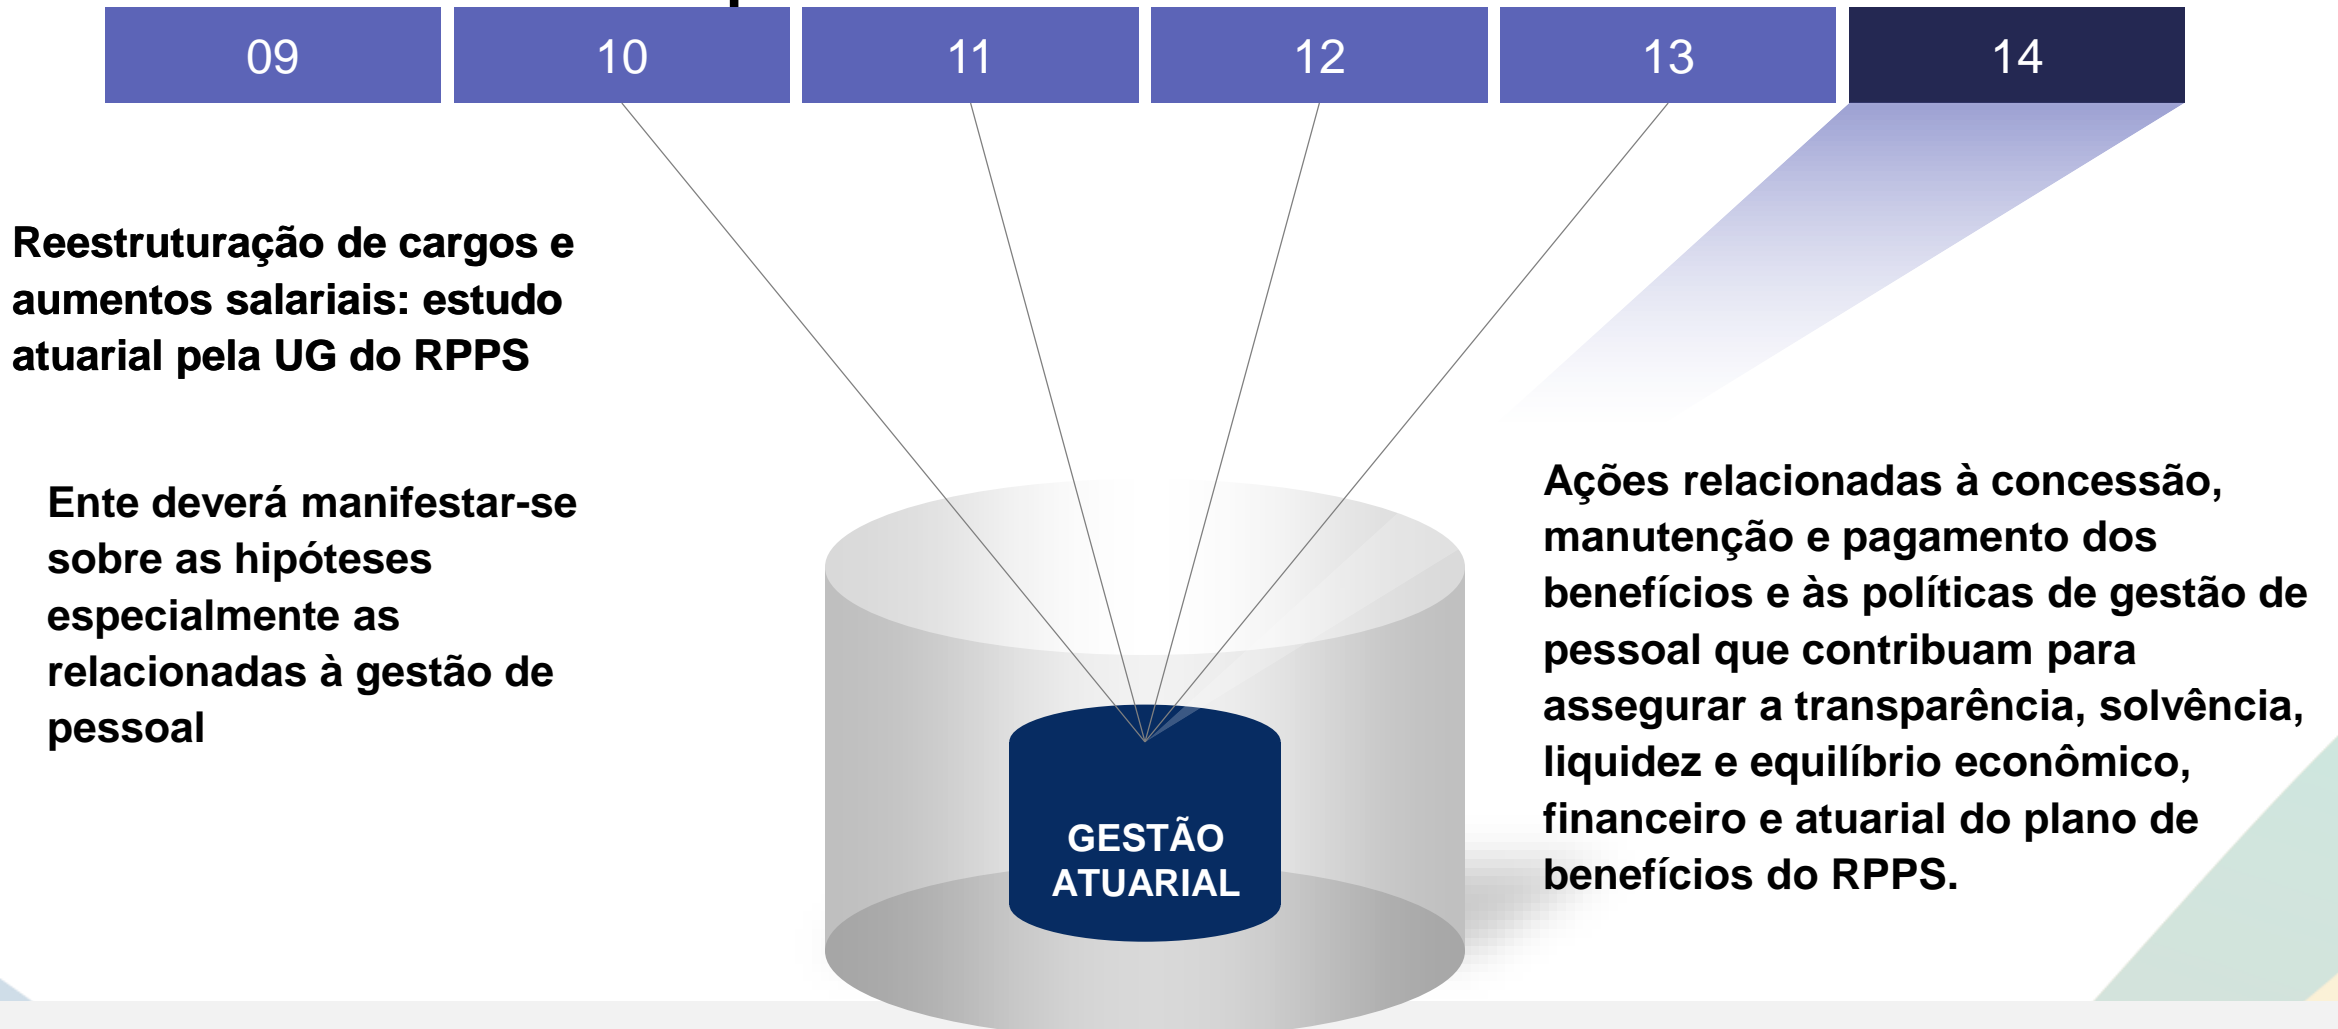 09
10
11
12
13
14
Reestruturação de cargos e
aumentos salariais: estudo
atuarial pela UG do RPPS
Ente deverá manifestar-se
sobre as hipóteses
especialmente as
relacionadas à gestão de
pessoal
GESTÃO
ATUARIAL
Ações relacionadas à concessão,
manutenção e pagamento dos
benefícios e às políticas de gestão de
pessoal que contribuam para
assegurar a transparência, solvência,
liquidez e equilíbrio econômico,
financeiro e atuarial do plano de
benefícios do RPPS.